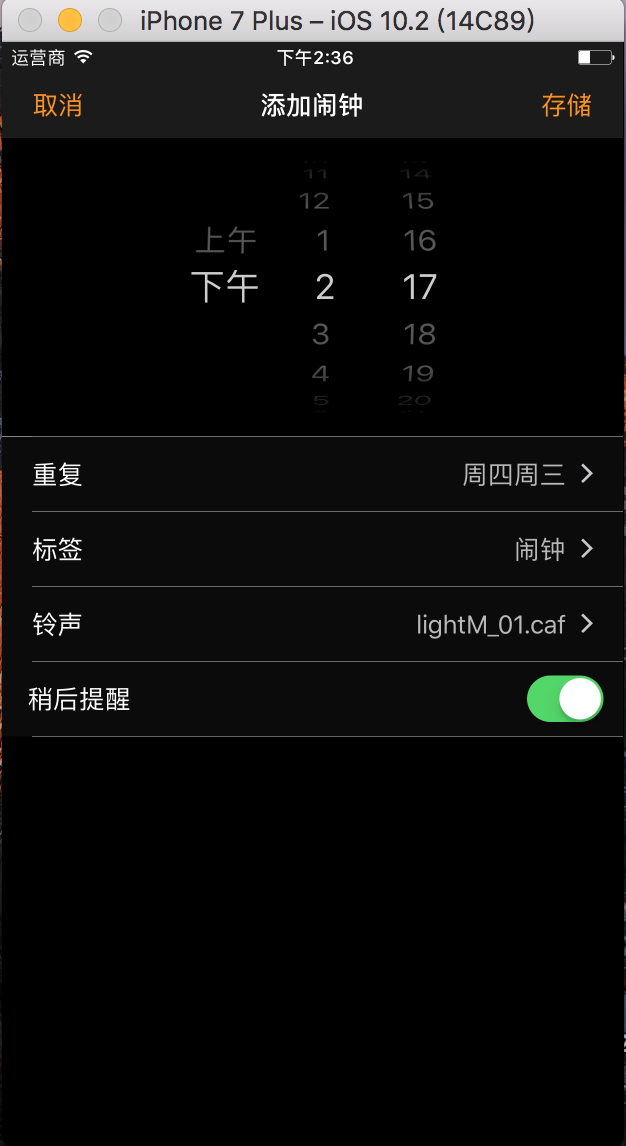 iPhone 7 Plus – iOS 10.2 (14C89)
运营商 下午2:36
取消 添加闹钟 存储
11 14
12 15
上午 1 16
下午 2 17
3 18
4 19
5 20
重复 周四周三
标签 闹钟
铃声 lightM_01.caf
稍后提醒